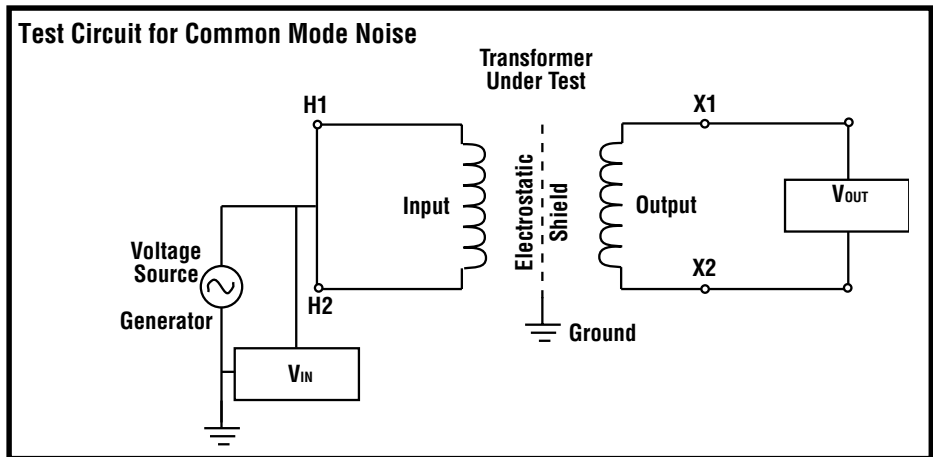 Test Circuit for Common Mode Noise
Transformer
Under Test
H1
X1
Input
Electrostatic
Shield
Output
VOUT
Voltage
Source
Generator
H2
X2
Ground
VIN